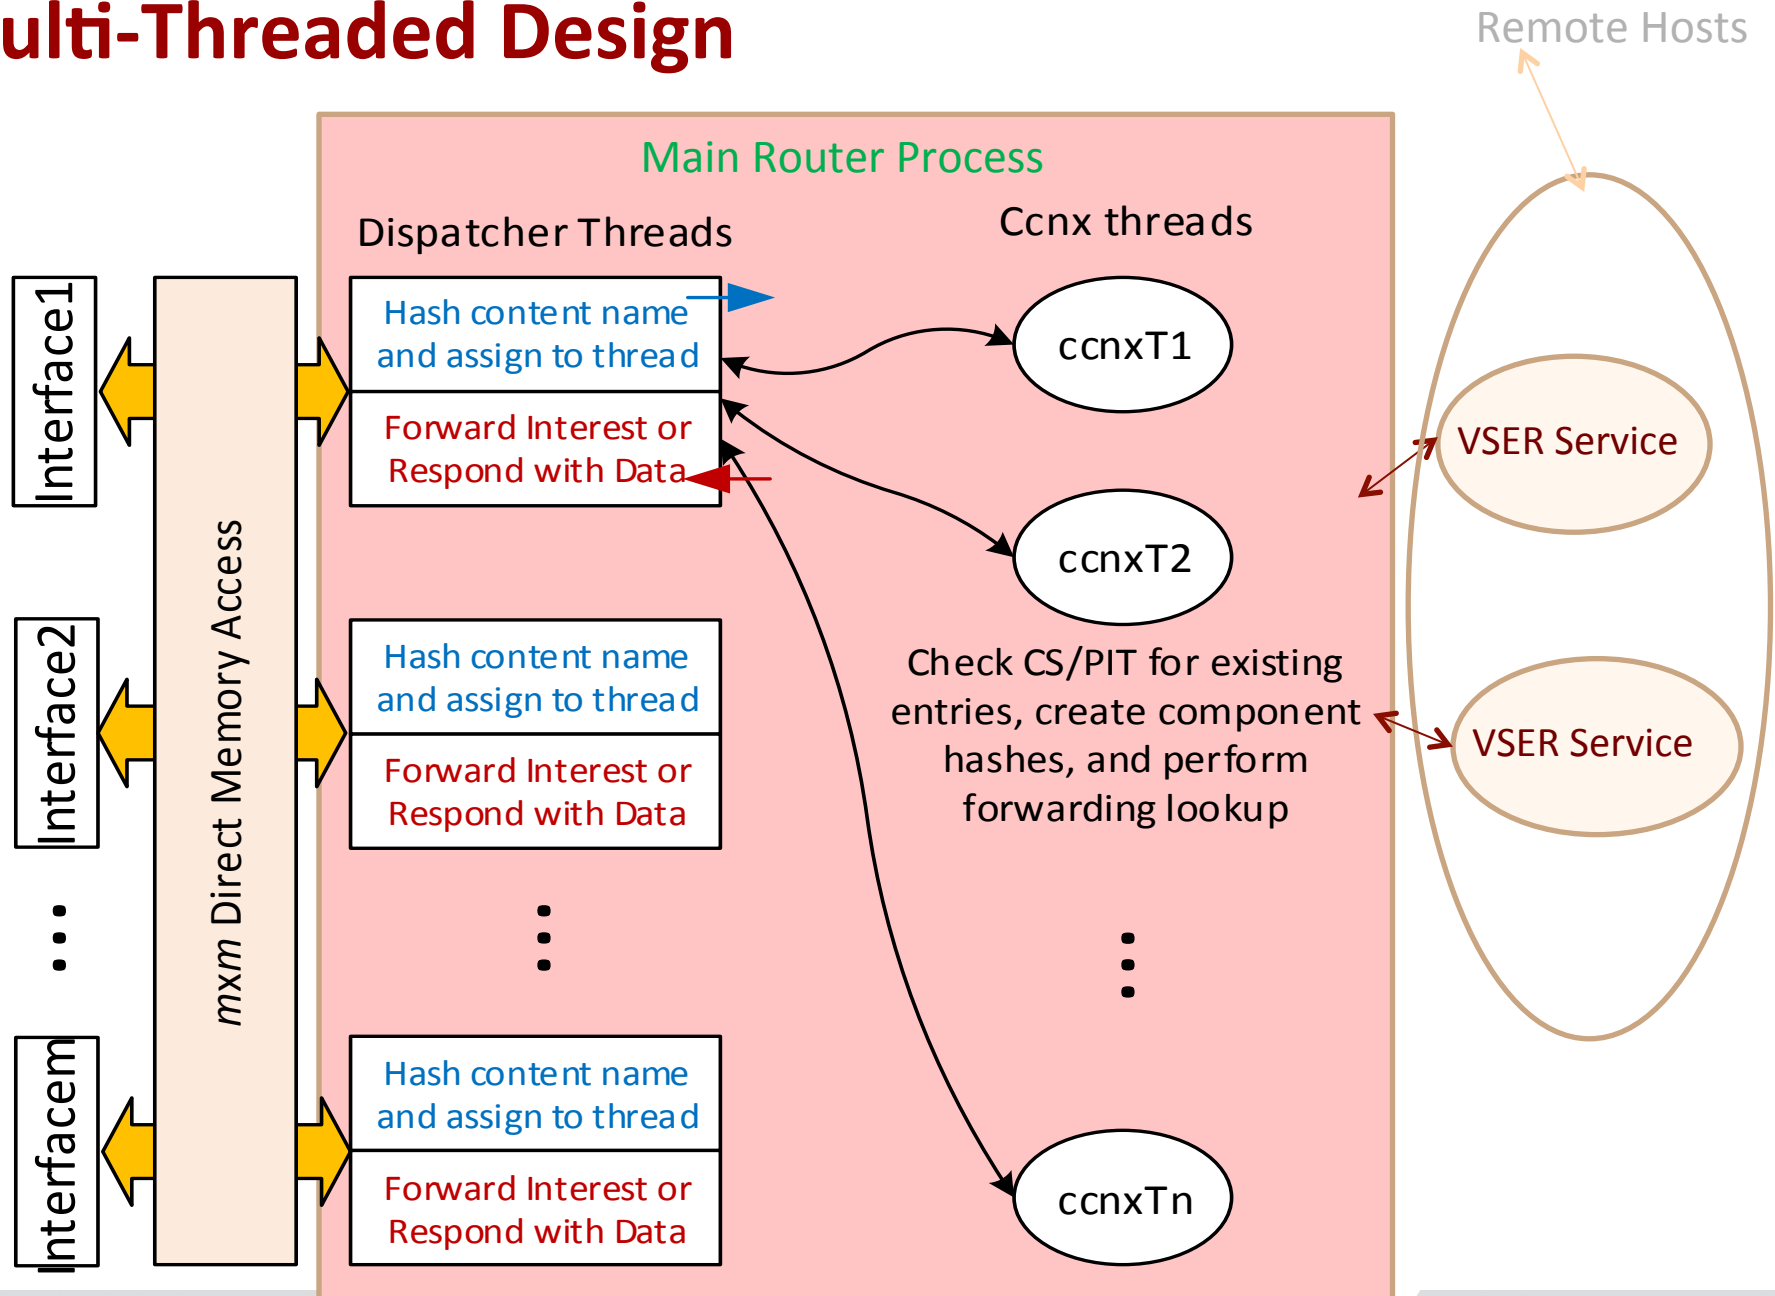 ulti-Threaded Design
Remote Hosts
Main Router Process
Dispatcher Threads
Ccnx threads
Interface1
Interface2
Interfacem
mxm Direct Memory Access
Hash content name
and assign to thread
Forward Interest or
Respond with Data
Hash content name
and assign to thread
Forward Interest or
Respond with Data
Hash content name
and assign to thread
Forward Interest or
Respond with Data
ccnxT1
ccnxT2
Check CS/PIT for existing
entries, create component
hashes, and perform
forwarding lookup
ccnxTn
VSER Service
VSER Service